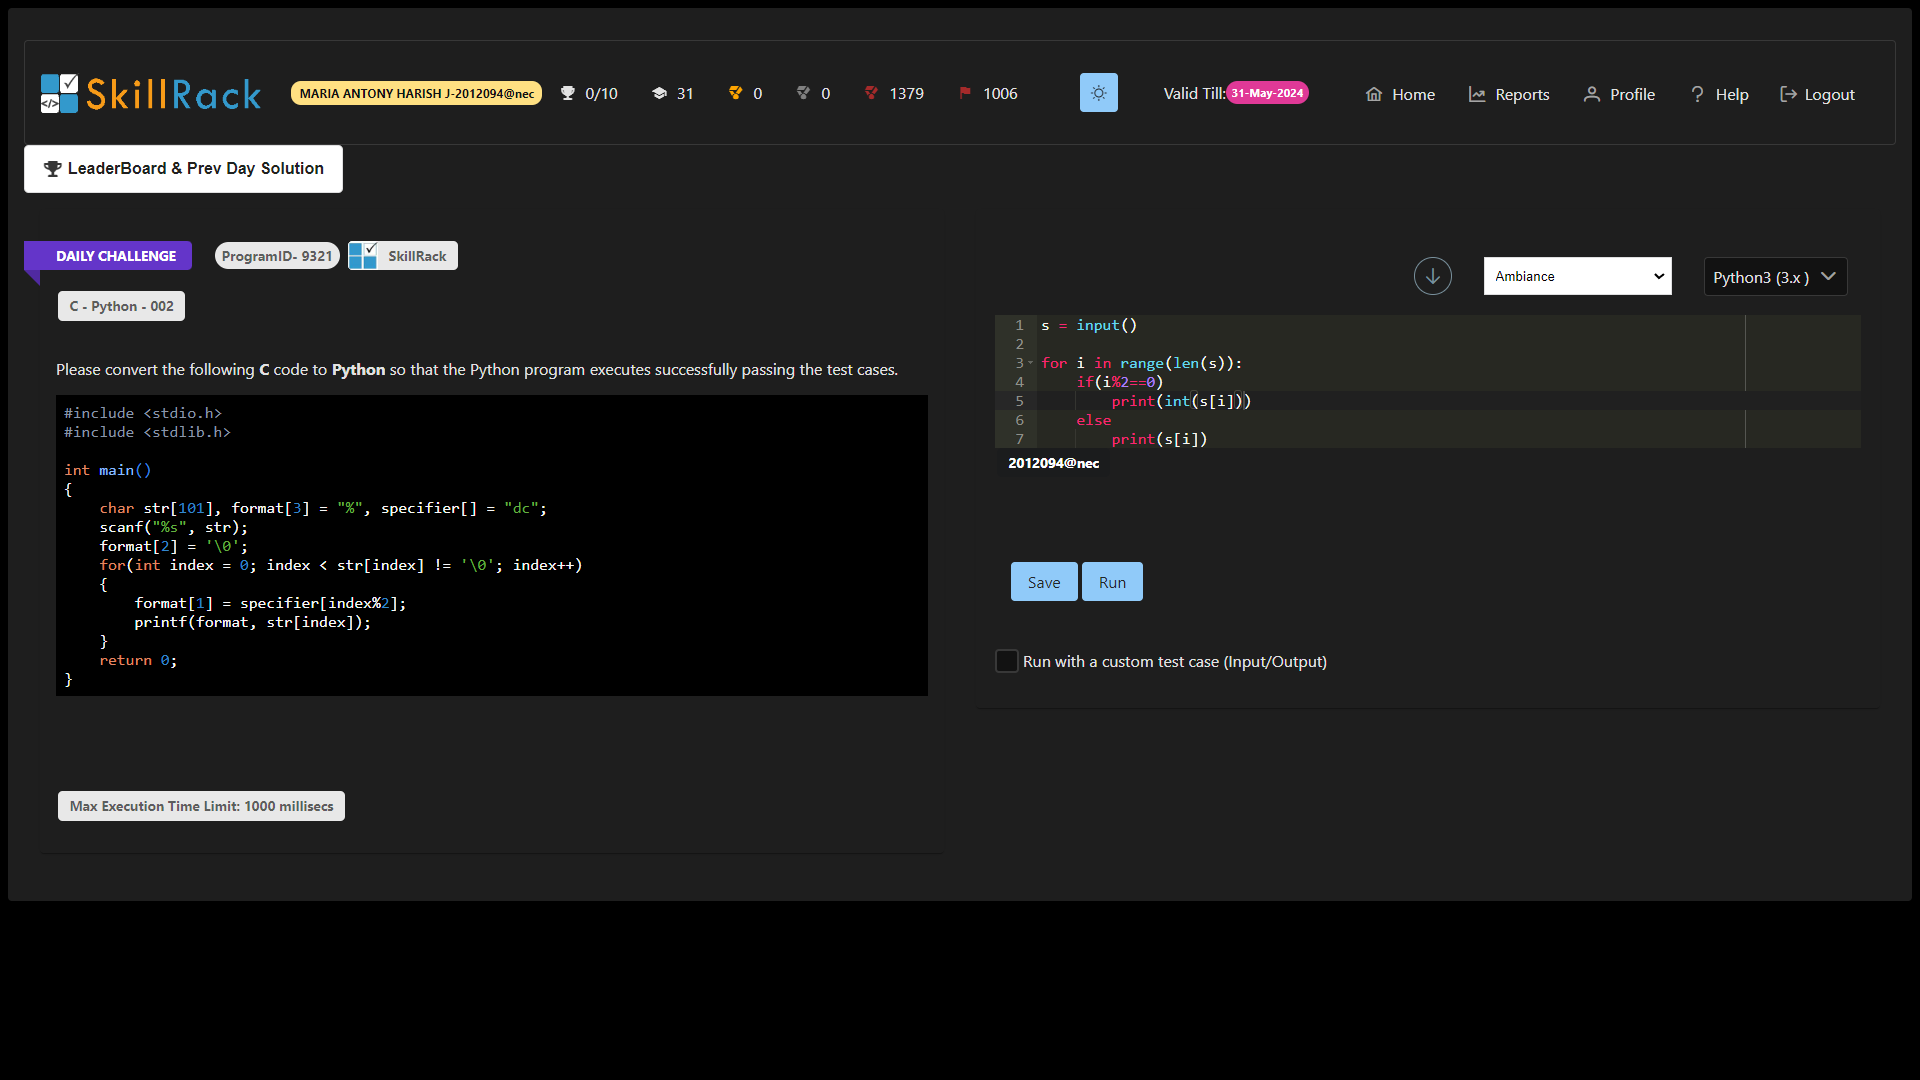 SkillRack MARIA ANTONY HARISH J-2012094@nec 0/10 31 0 0 1379 1006 Valid Till:31-May-2024 Home Reports Profile Help Logout
LeaderBoard & Prev Day Solution
DAILY CHALLENGE ProgramID- 9321 SkillRack
C - Python - 002
Please convert the following C code to Python so that the Python program executes successfully passing the test cases.
#include <stdio.h>
#include <stdlib.h>
int main()
{
char str[101], format[3] = "%", specifier[] = "dc";
scanf("%s", str);
format[2] = '\0';
for(int index = 0; index < str[index] != '\0'; index++)
{
format[1] = specifier[index%2];
printf(format, str[index]);
}
return 0;
}
Max Execution Time Limit: 1000 millisecs
Ambiance Python3 (3.x )
1 s = input()
2
3 for i in range(len(s)):
4 if(i%2==0)
5 print(int(s[i]))
6 else
7 print(s[i])
2012094@nec
Save Run
Run with a custom test case (Input/Output)